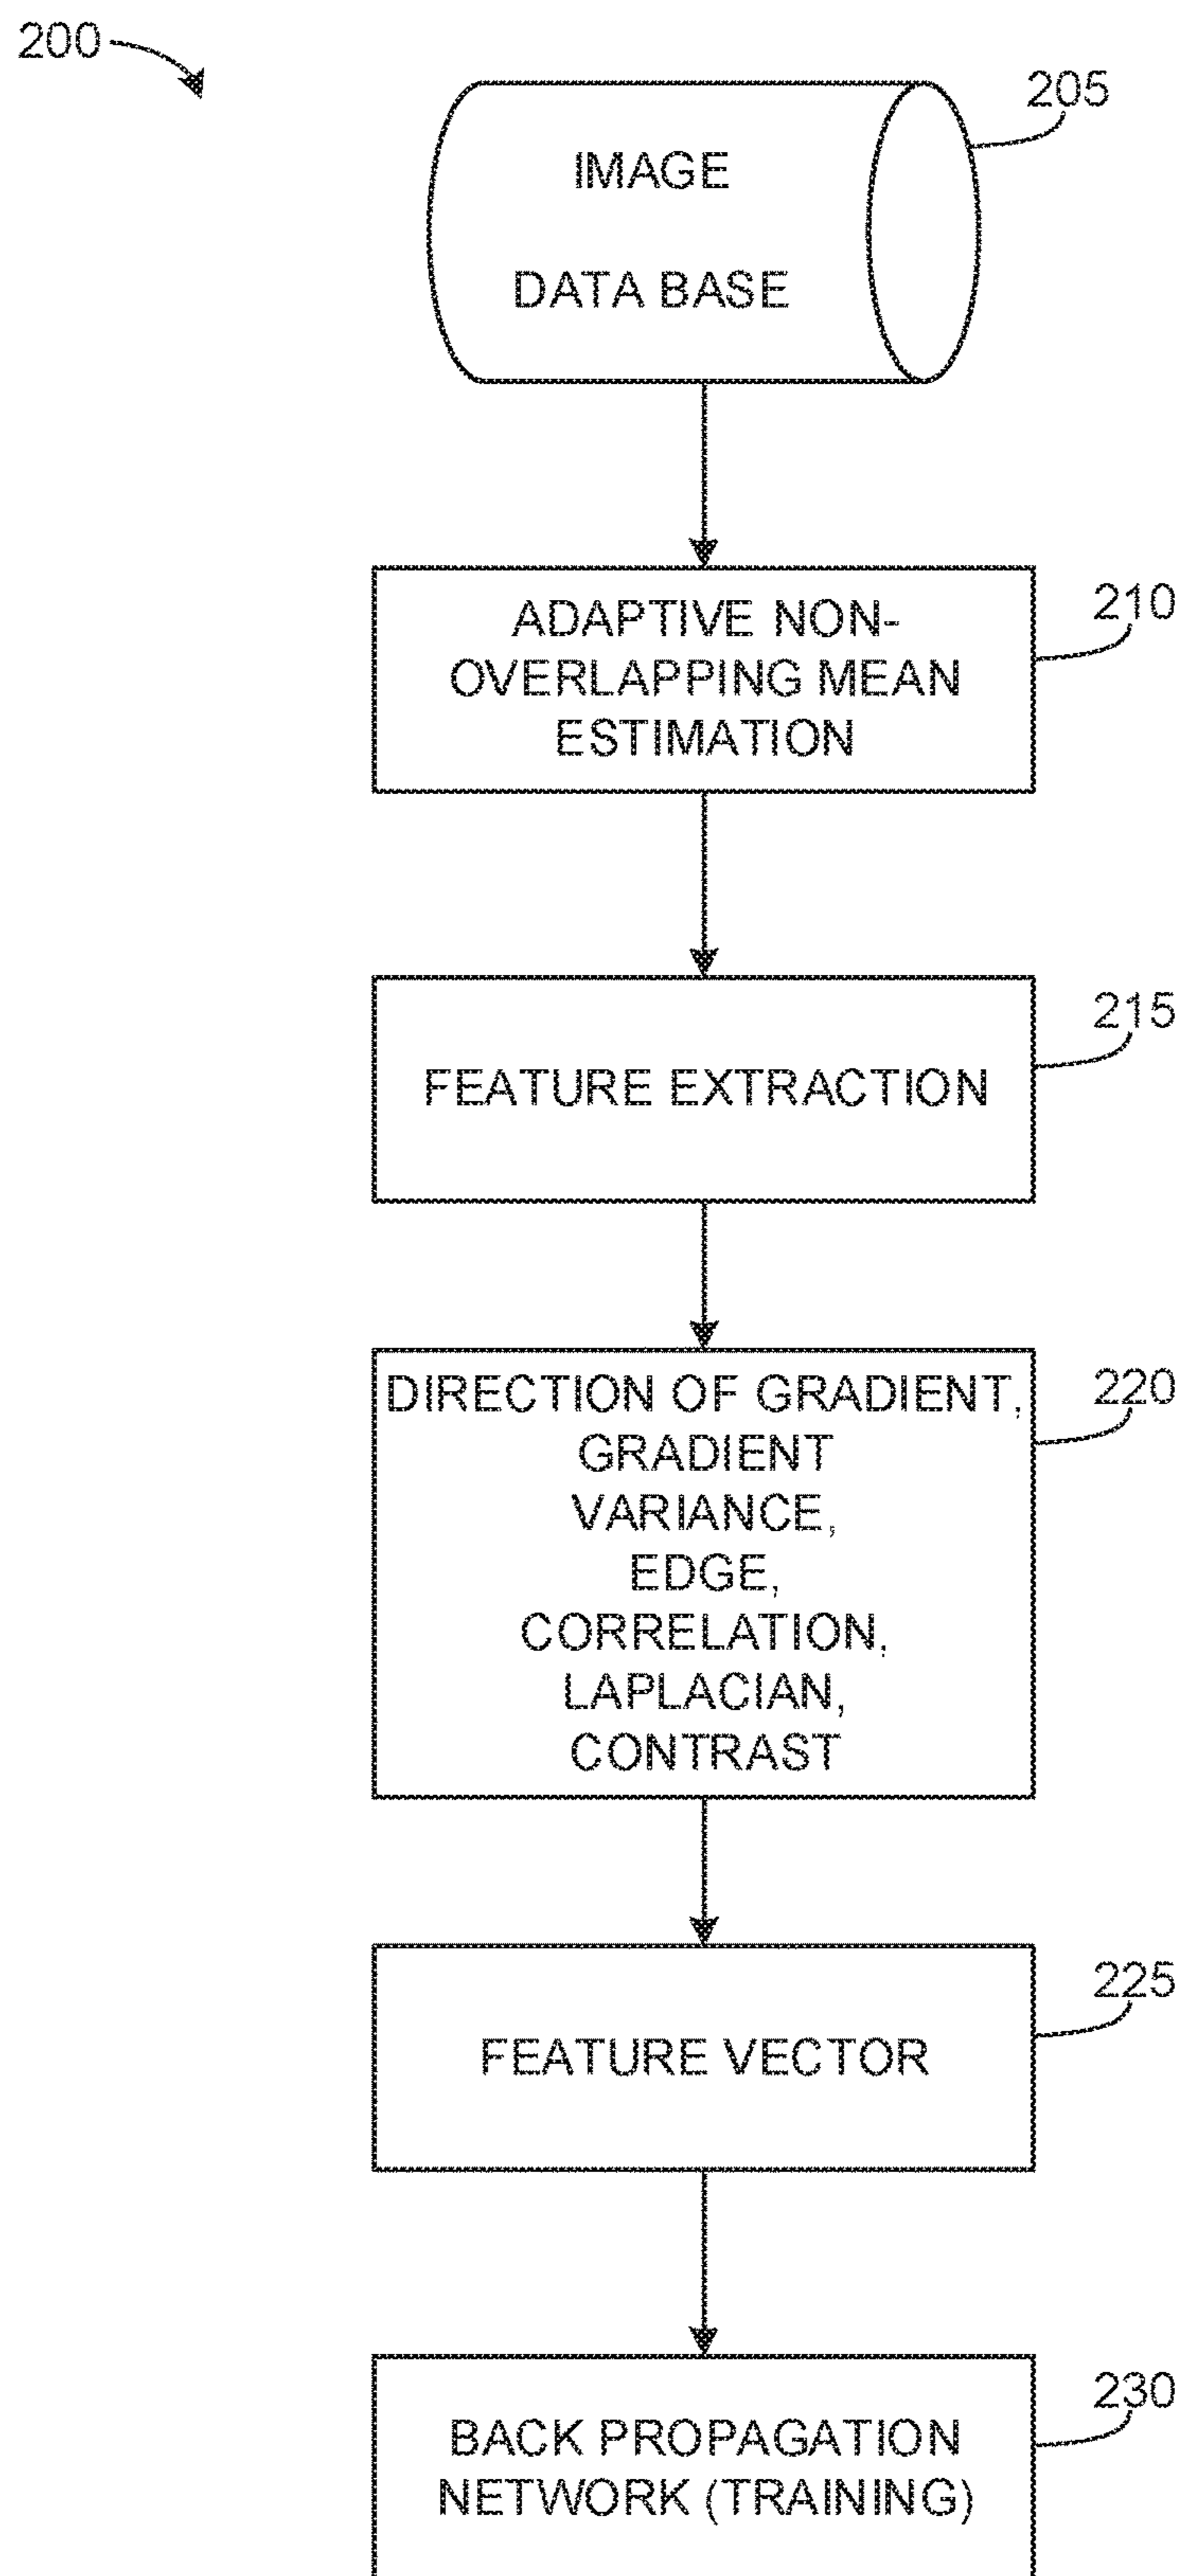 200
205
IMAGE
DATA BASE
210
ADAPTIVE NON-
OVERLAPPING MEAN
ESTIMATION
215
FEATURE EXTRACTION
220
DIRECTION OF GRADIENT,
GRADIENT
VARIANCE,
EDGE,
CORRELATION,
LAPLACIAN,
CONTRAST
225
FEATURE VECTOR
230
BACK PROPAGATION
NETWORK (TRAINING)